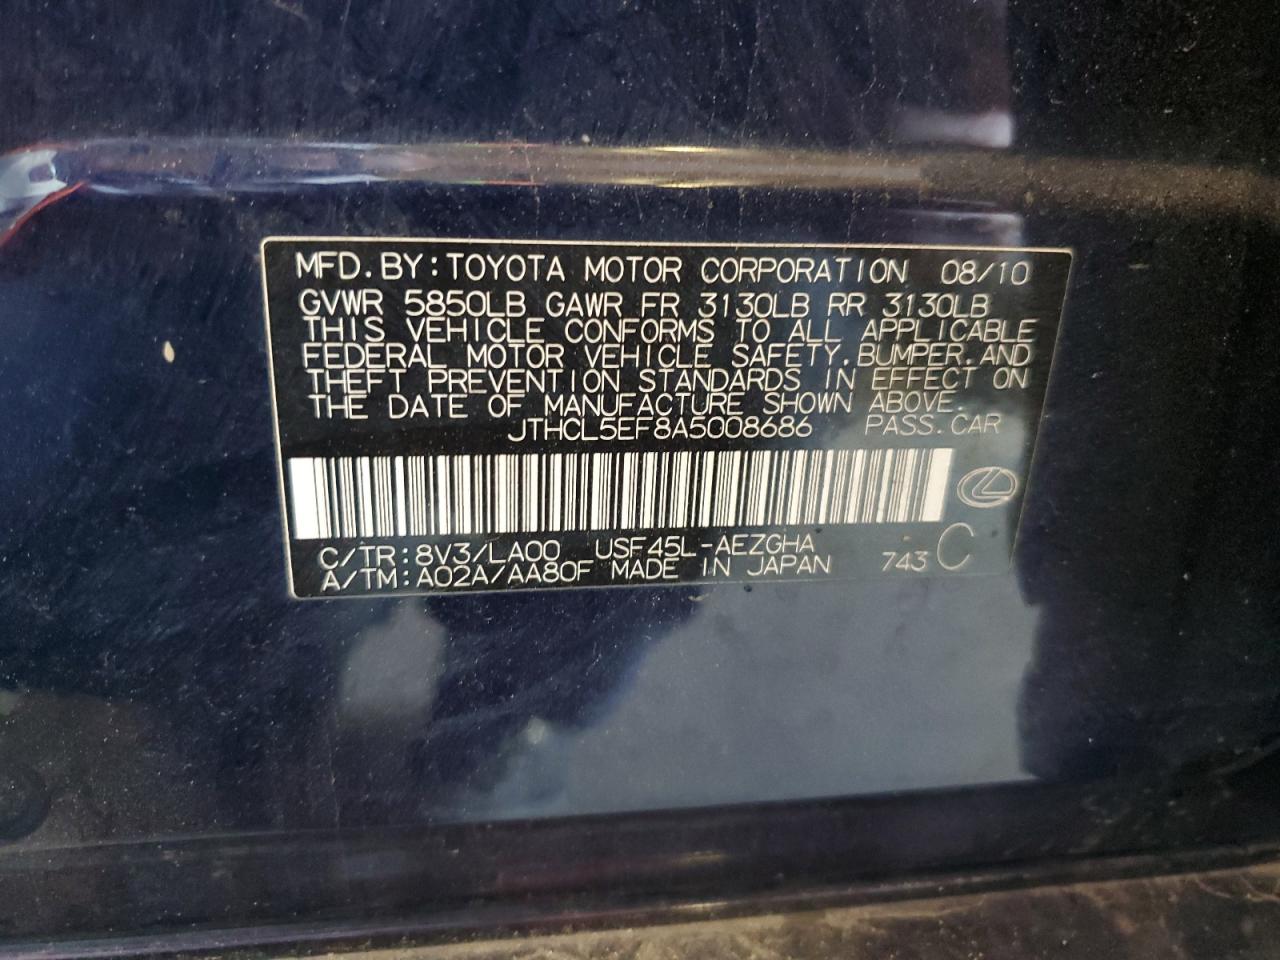 MFD.BY:TOYOTA MOTOR CORPORATION 08/10
GVWR 5850LB GAWR FR 3130LB RR 3130LB
THIS VEHICLE CONFORMS TO ALL APPLICABLE
FEDERAL MOTOR VEHICLE SAFETY,BUMPER,AND
THEFT PREVENTION STANDARDS IN EFFECT ON
THE DATE OF MANUFACTURE SHOWN ABOVE.
JTHCL5EF8A5008686 PASS.CAR
C/TR:8V3/LA00 USF45L-AEZGHA
A/TM:A02A/AA80F MADE IN JAPAN 743 C